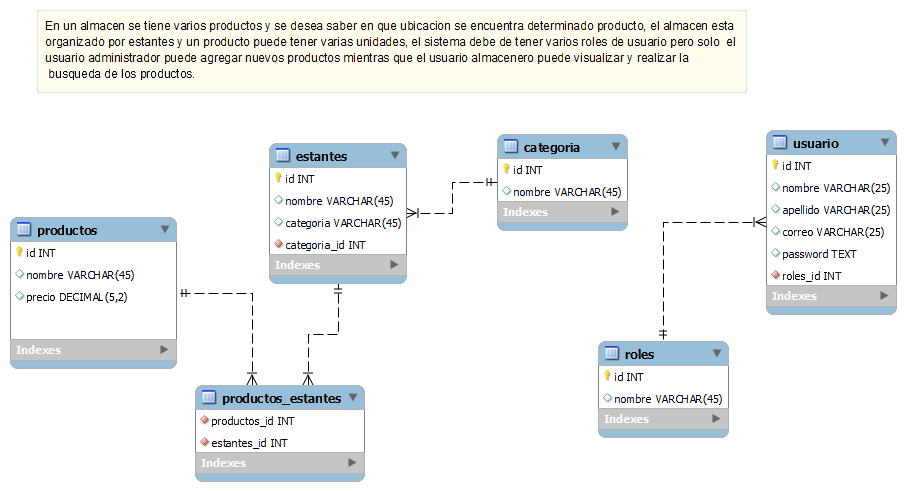 En un almacen se tiene varios productos y se desea saber en que ubicacion se encuentra determinado producto, el almacen esta
organizado por estantes y un producto puede tener varias unidades, el sistema debe de tener varios roles de usuario pero solo el
usuario administrador puede agregar nuevos productos mientras que el usuario almacenero puede visualizar y realizar la
busqueda de los productos.
estantes
id INT
nombre VARCHAR(45)
categoria VARCHAR(45)
categoria_id INT
Indexes
categoria
id INT
nombre VARCHAR(45)
Indexes
usuario
id INT
nombre VARCHAR(25)
apellido VARCHAR(25)
correo VARCHAR(25)
password TEXT
roles_id INT
Indexes
productos
id INT
nombre VARCHAR(45)
precio DECIMAL(5,2)
Indexes
roles
id INT
nombre VARCHAR(45)
Indexes
productos_estantes
productos_id INT
estantes_id INT
Indexes